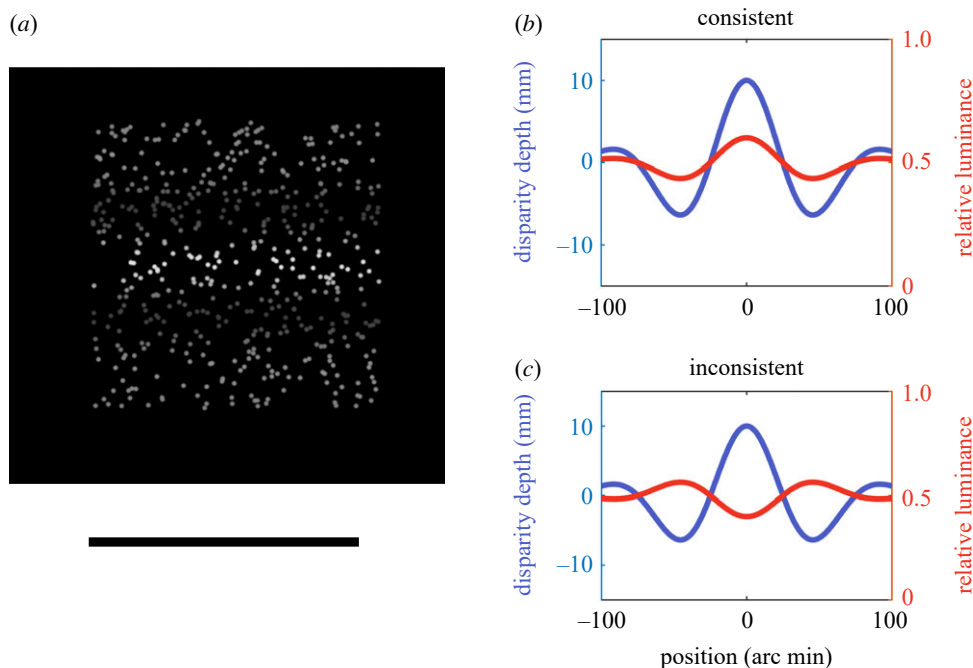 (a)
(b)
consistent
disparity depth (mm)
10
0
–10
1.0
0.5
0
relative luminance
–100
0
100
(c)
inconsistent
disparity depth (mm)
10
0
–10
1.0
0.5
0
relative luminance
–100
0
100
position (arc min)